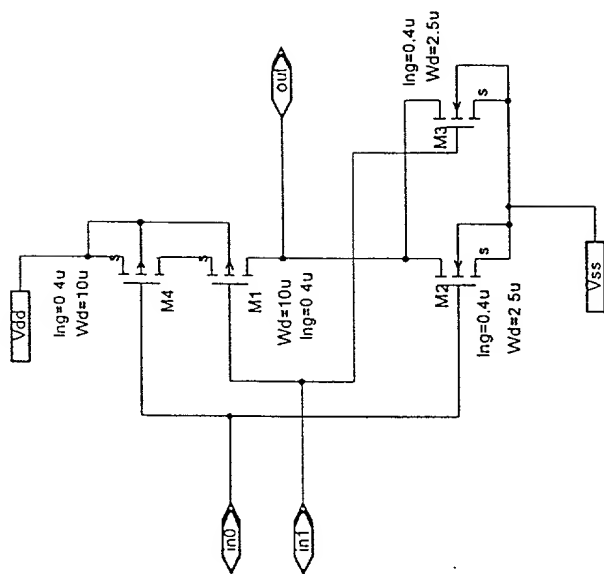 Vdd
lng=0 4u
Wd=10u
s
M4
s
M1
Wd=10u
lng=0 4u
out
lng=0.4u
Wd=2.5u
M3
s
M2
s
lng=0.4u
Wd=2 5u
in0
in1
Vss